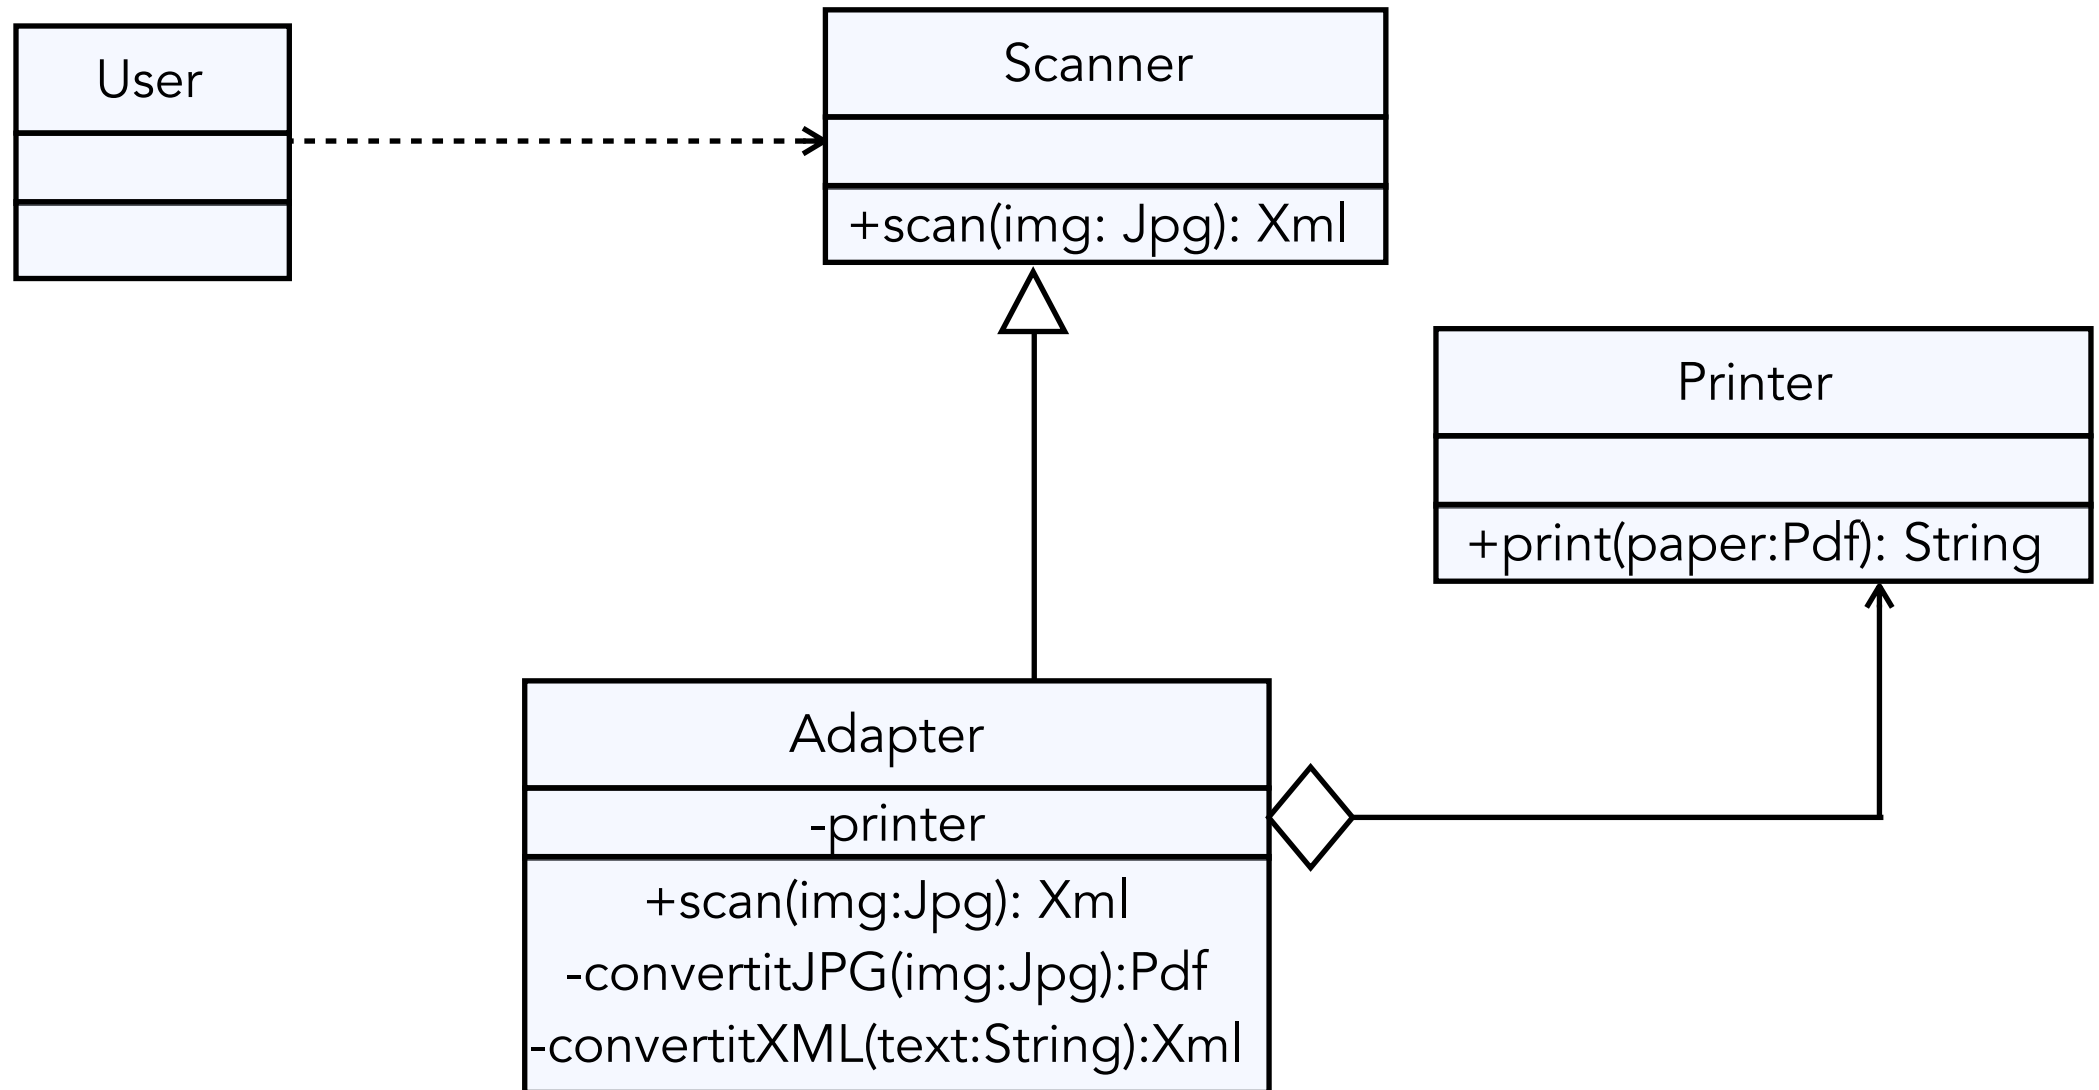 User
Scanner
+scan(img: Jpg): Xml
Printer
+print(paper:Pdf): String
Adapter
-printer
+scan(img:Jpg): Xml
-convertitJPG(img:Jpg):Pdf
-convertitXML(text:String):Xml